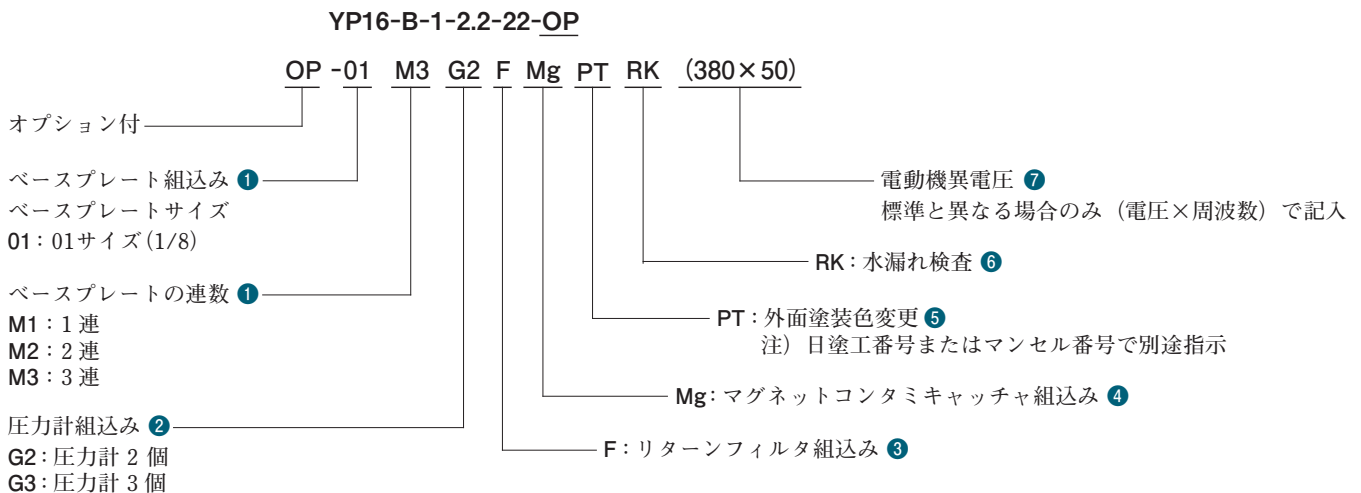 YP16-B-1-2.2-22-OP
OP -01 M3 G2 F Mg PT RK (380×50)
オプション付
ベースプレート組込み ❶
ベースプレートサイズ
01：01サイズ(1/8)
ベースプレートの連数 ❶
M1：1 連
M2：2 連
M3：3 連
圧力計組込み ❷
G2：圧力計 2 個
G3：圧力計 3 個
電動機異電圧 ❼
標準と異なる場合のみ（電圧×周波数）で記入
RK：水漏れ検査 ❻
PT：外面塗装色変更 ❺
注）日塗工番号またはマンセル番号で別途指示
Mg：マグネットコンタミキャッチャ組込み ❹
F：リターンフィルタ組込み ❸